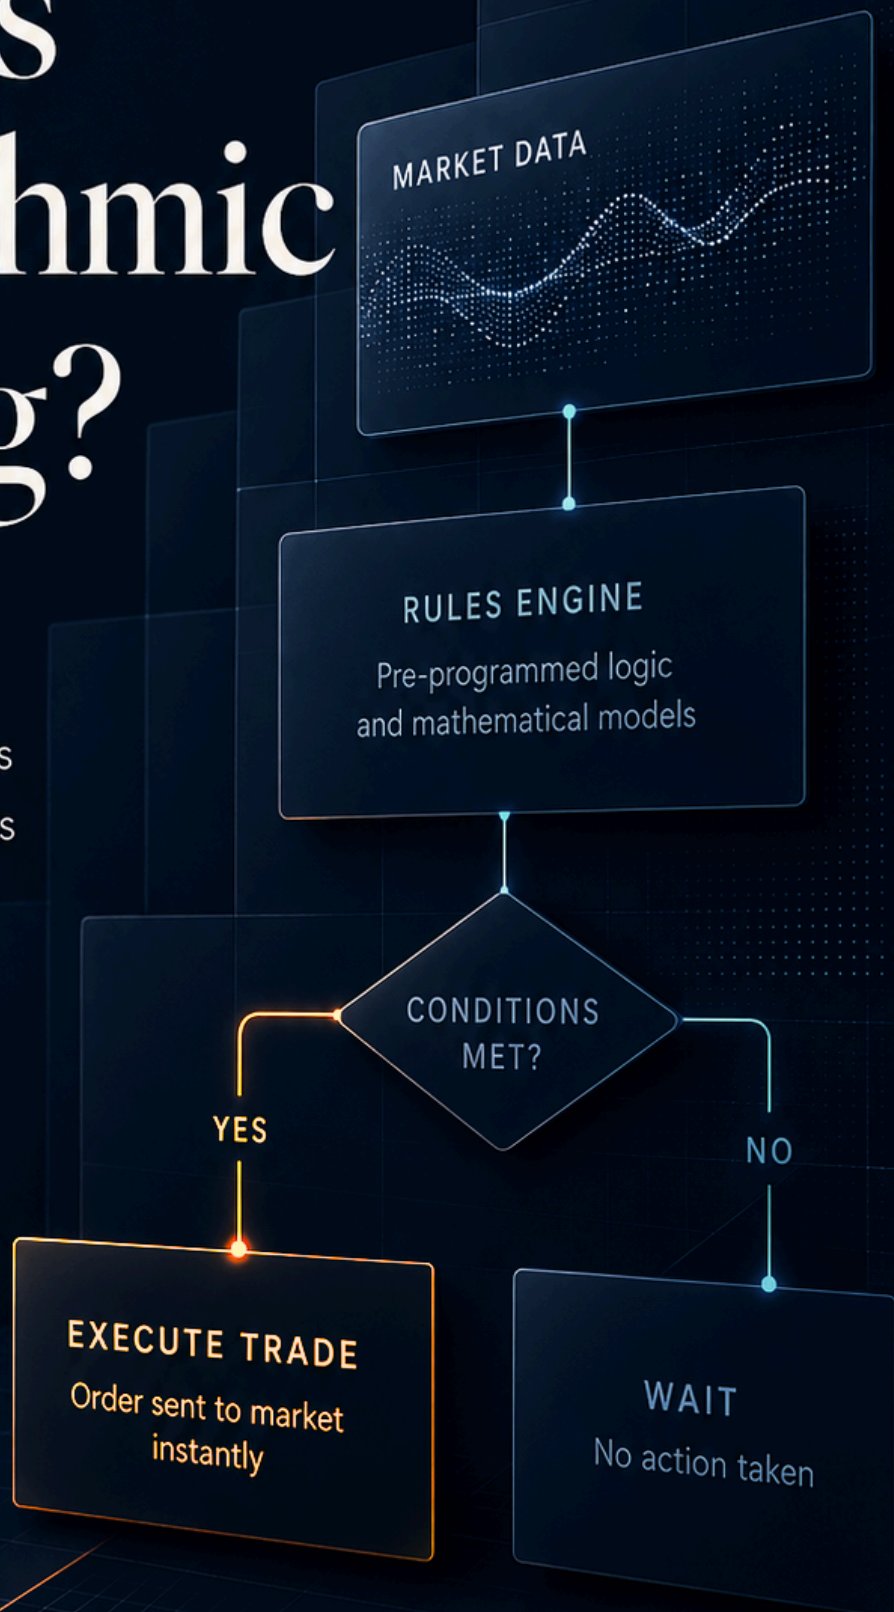 s
hmic
g?
s
s
MARKET DATA
RULES ENGINE
Pre-programmed logic
and mathematical models
CONDITIONS
MET?
YES
NO
EXECUTE TRADE
Order sent to market
instantly
WAIT
No action taken